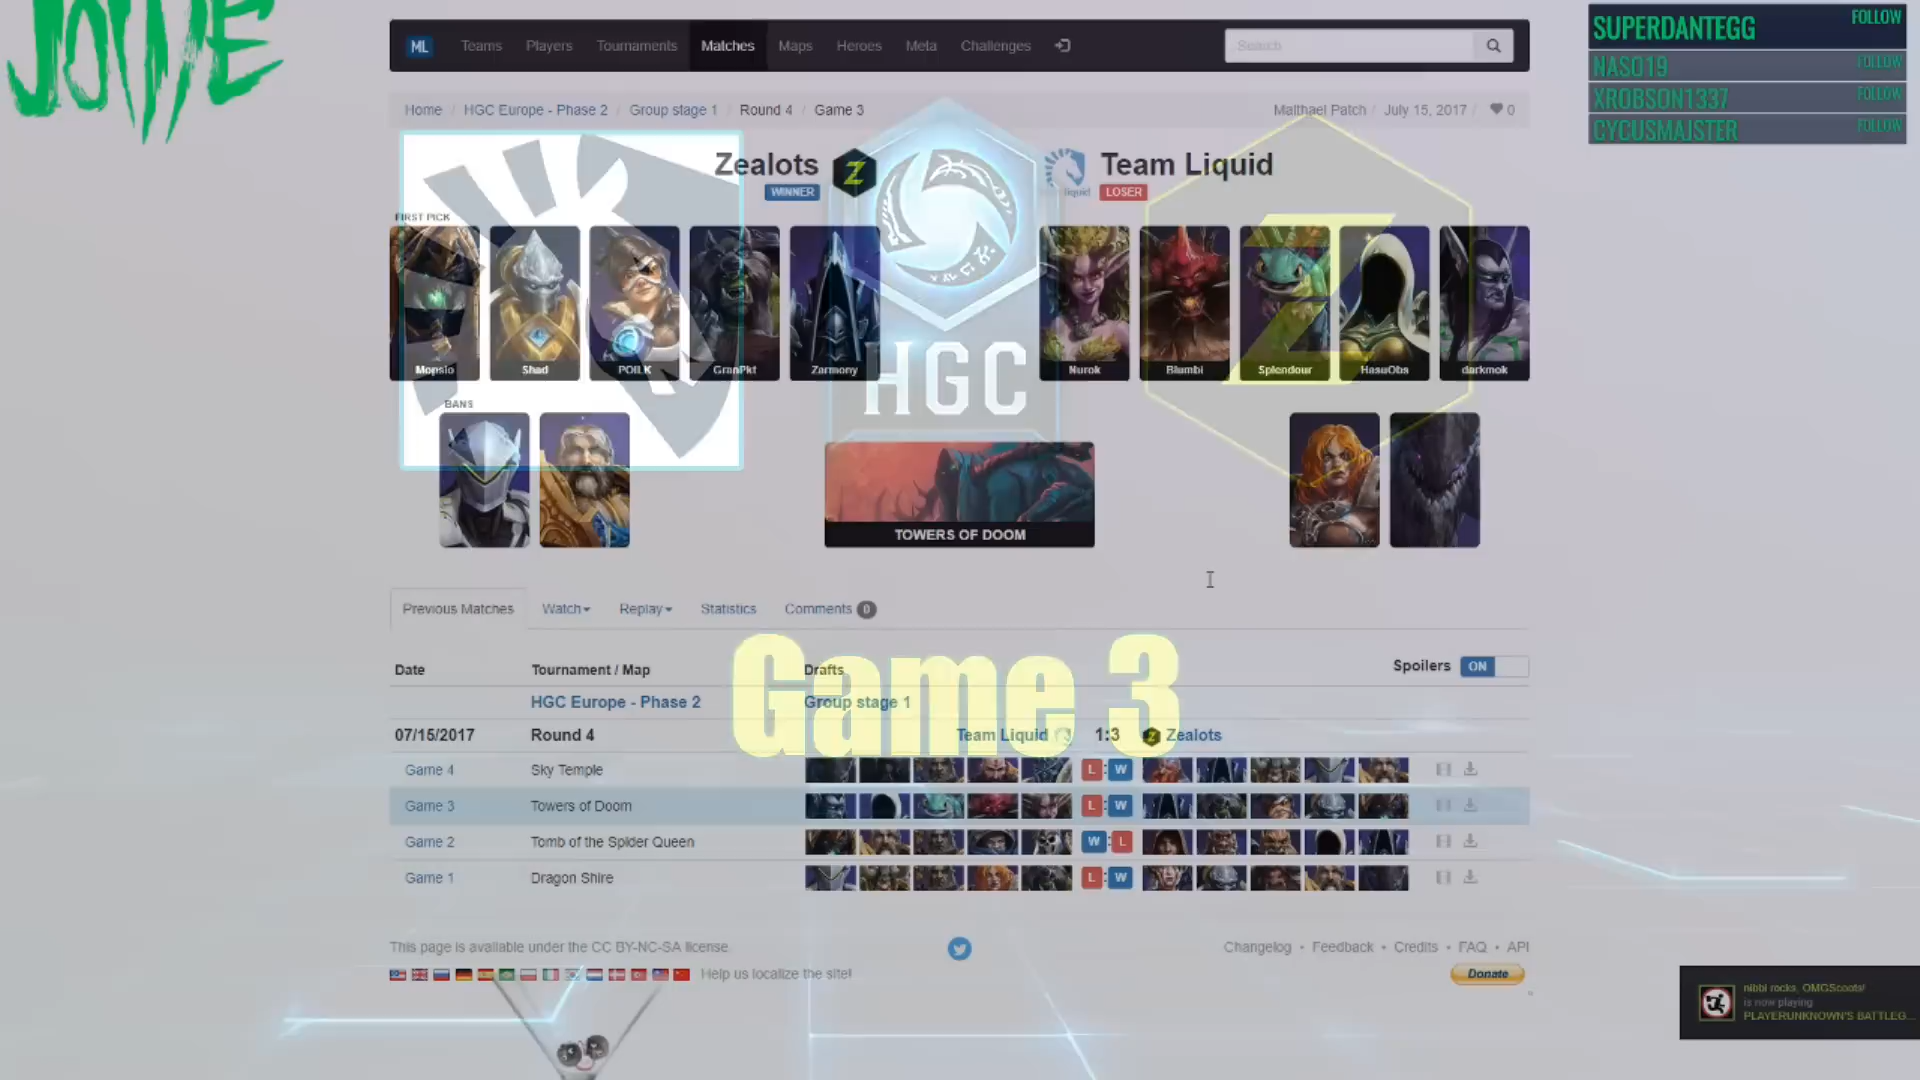 JOWE
ML Teams Players Tournaments Matches Maps Heroes Meta Challenges Search
SUPERDANTEGG FOLLOW
NASO19 FOLLOW
XROBSON1337 FOLLOW
CYCUSMAJSTER FOLLOW
Home / HGC Europe - Phase 2 / Group stage 1 / Round 4 / Game 3
Malthael Patch / July 15, 2017 / 0
Zealots
WINNER
Team Liquid
LOSER
FIRST PICK
Mopsio Shad POILK GranPkt Zarmony
Nurok Blumbi Splendour HasuObs darkmok
HGC
BANS
TOWERS OF DOOM
Previous Matches Watch Replay Statistics Comments 0
Game 3
Date Tournament / Map Drafts Spoilers ON
HGC Europe - Phase 2 Group stage 1
07/15/2017 Round 4 Team Liquid 1:3 Zealots
Game 4 Sky Temple L : W
Game 3 Towers of Doom L : W
Game 2 Tomb of the Spider Queen W : L
Game 1 Dragon Shire L : W
This page is available under the CC BY-NC-SA license.
Changelog • Feedback • Credits • FAQ • API
Help us localize the site!
Donate
nibbl rocks, OMGScoots!
is now playing
PLAYERUNKNOWN'S BATTLEG...